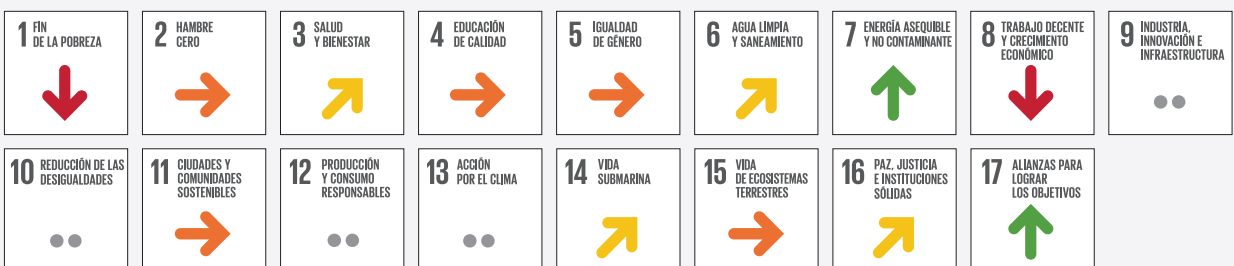 1 FIN
DE LA POBREZA
2 HAMBRE
CERO
3 SALUD
Y BIENESTAR
4 EDUCACIÓN
DE CALIDAD
5 IGUALDAD
DE GÉNERO
6 AGUA LIMPIA
Y SANEAMIENTO
7 ENERGÍA ASEQUIBLE
Y NO CONTAMINANTE
8 TRABAJO DECENTE
Y CRECIMIENTO
ECONÓMICO
9 INDUSTRIA,
INNOVACIÓN E
INFRAESTRUCTURA
10 REDUCCIÓN DE LAS
DESIGUALDADES
11 CIUDADES Y
COMUNIDADES
SOSTENIBLES
12 PRODUCCIÓN
Y CONSUMO
RESPONSABLES
13 ACCIÓN
POR EL CLIMA
14 VIDA
SUBMARINA
15 VIDA
DE ECOSISTEMAS
TERRESTRES
16 PAZ, JUSTICIA
E INSTITUCIONES
SÓLIDAS
17 ALIANZAS PARA
LOGRAR
LOS OBJETIVOS